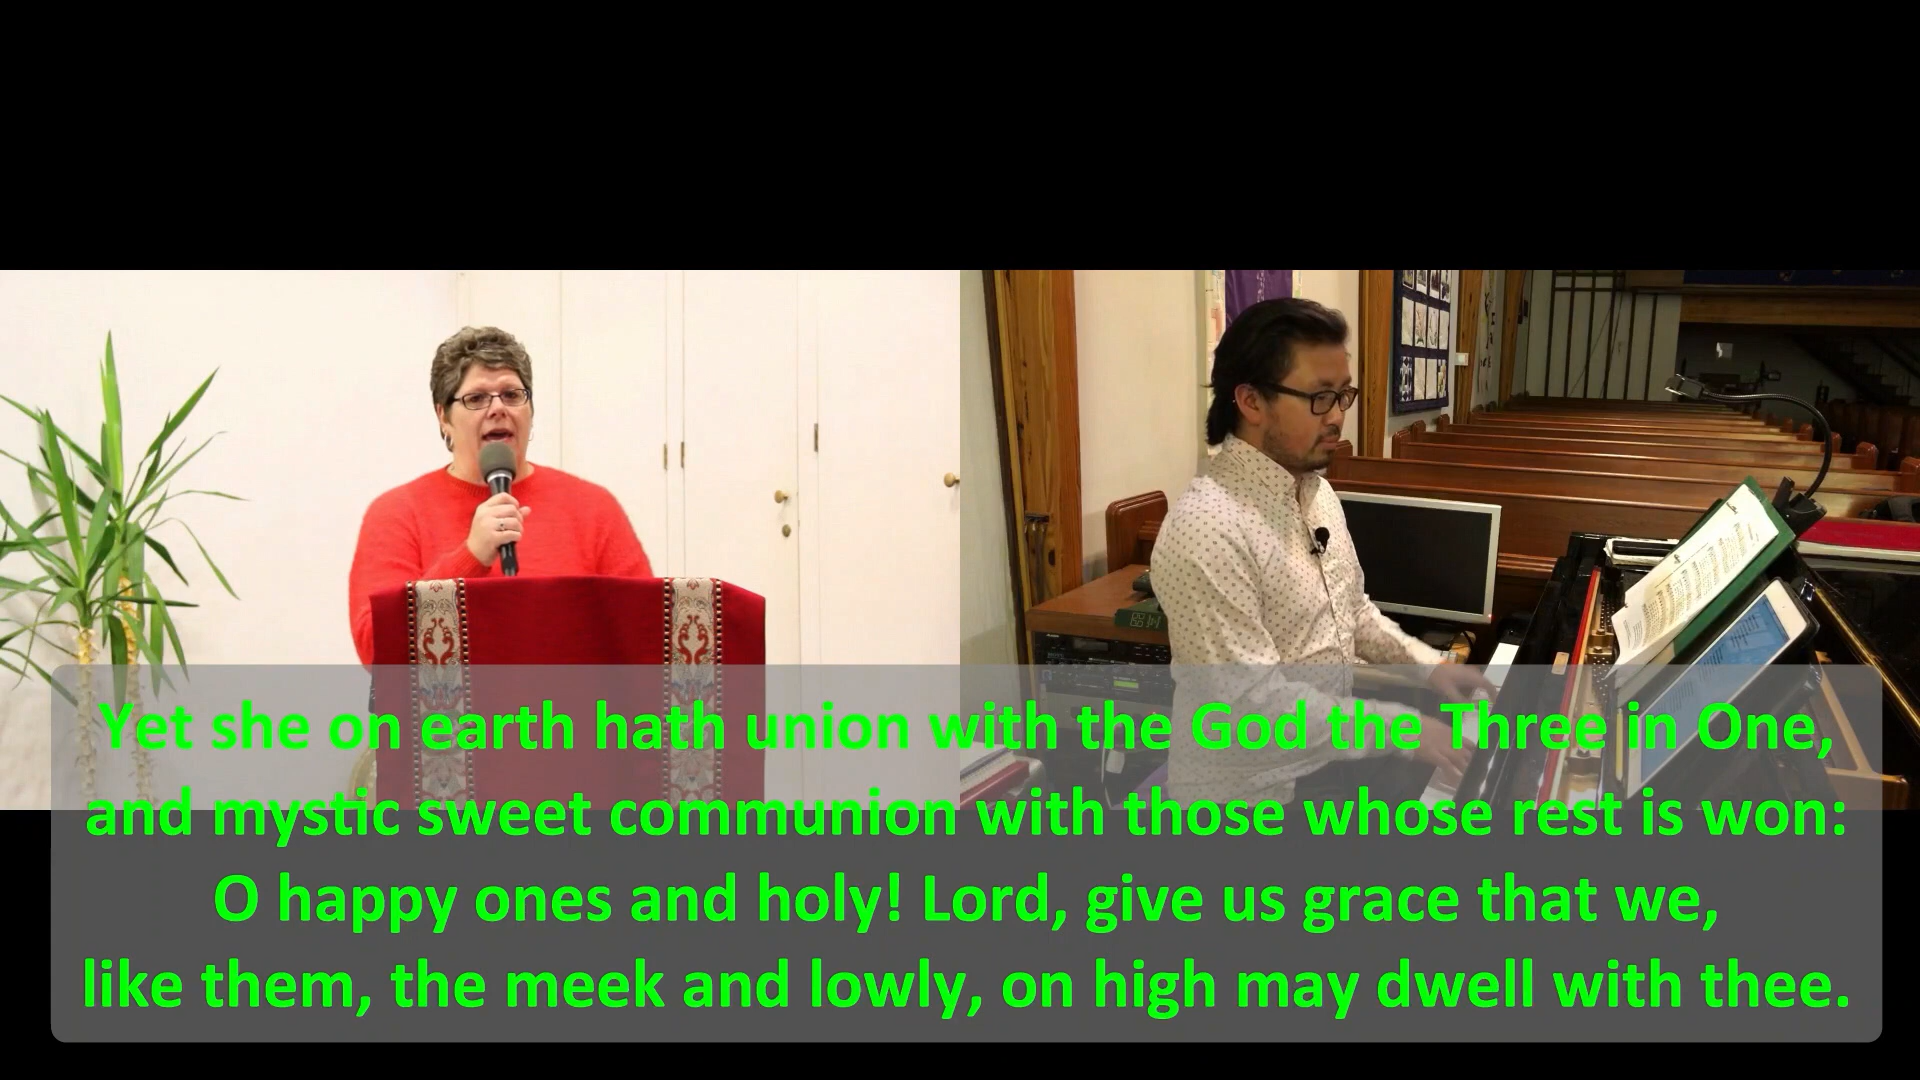 Yet she on earth hath union with the God the Three in One,
and mystic sweet communion with those whose rest is won:
O happy ones and holy! Lord, give us grace that we,
like them, the meek and lowly, on high may dwell with thee.